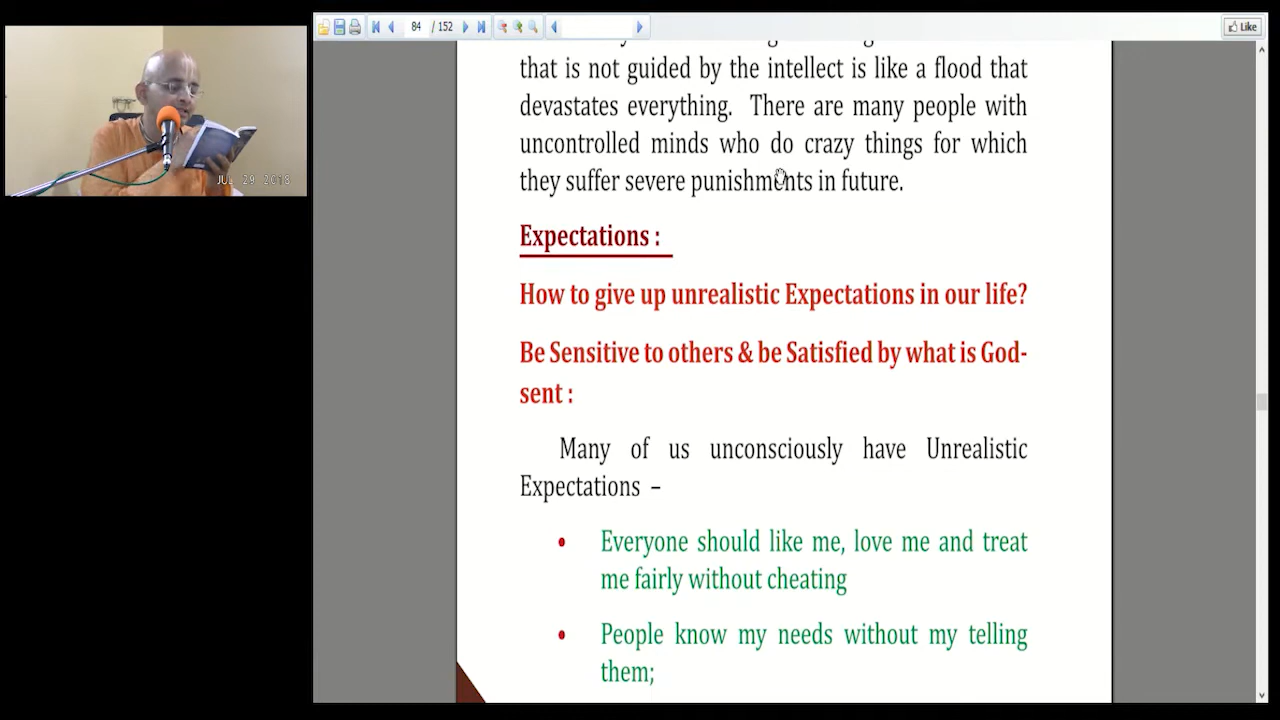 84 / 152
Like
that is not guided by the intellect is like a flood that
devastates everything. There are many people with
uncontrolled minds who do crazy things for which
they suffer severe punishments in future.
Expectations :
How to give up unrealistic Expectations in our life?
Be Sensitive to others & be Satisfied by what is God-
sent :
Many of us unconsciously have Unrealistic
Expectations –
• Everyone should like me, love me and treat
me fairly without cheating
• People know my needs without my telling
them;
JUL 29 2018